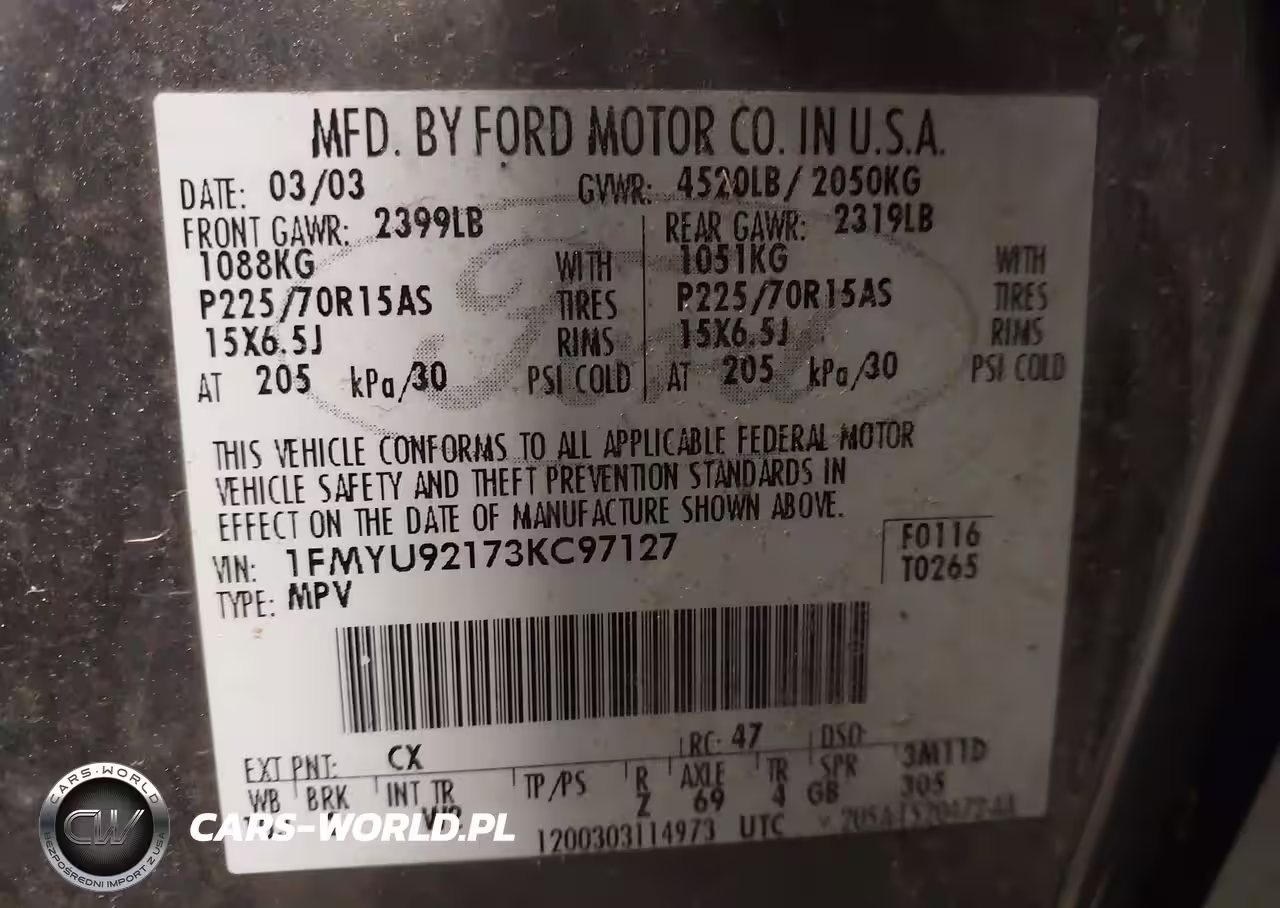 MFD. BY FORD MOTOR CO. IN U.S.A.
DATE: 03/03 GVWR: 4520LB / 2050KG
FRONT GAWR: 2399LB REAR GAWR: 2319LB
1088KG WITH 1051KG WITH
P225/70R15AS TIRES P225/70R15AS TIRES
15X6.5J RIMS 15X6.5J RIMS
AT 205 kPa/30 PSI COLD AT 205 kPa/30 PSI COLD
THIS VEHICLE CONFORMS TO ALL APPLICABLE FEDERAL MOTOR
VEHICLE SAFETY AND THEFT PREVENTION STANDARDS IN
EFFECT ON THE DATE OF MANUFACTURE SHOWN ABOVE.
VIN: 1FMYU92173KC97127 F0116
TYPE: MPV T0265
EXT PNT: CX RC: 47 DSO:
WB BRK INT TR TP/PS R AXLE TR SPR 3M11D
Z 69 4 GB 305
1200303114973 UTC
CARS-WORLD
CW
BEZPOŚREDNI IMPORT Z USA
CARS-WORLD.PL